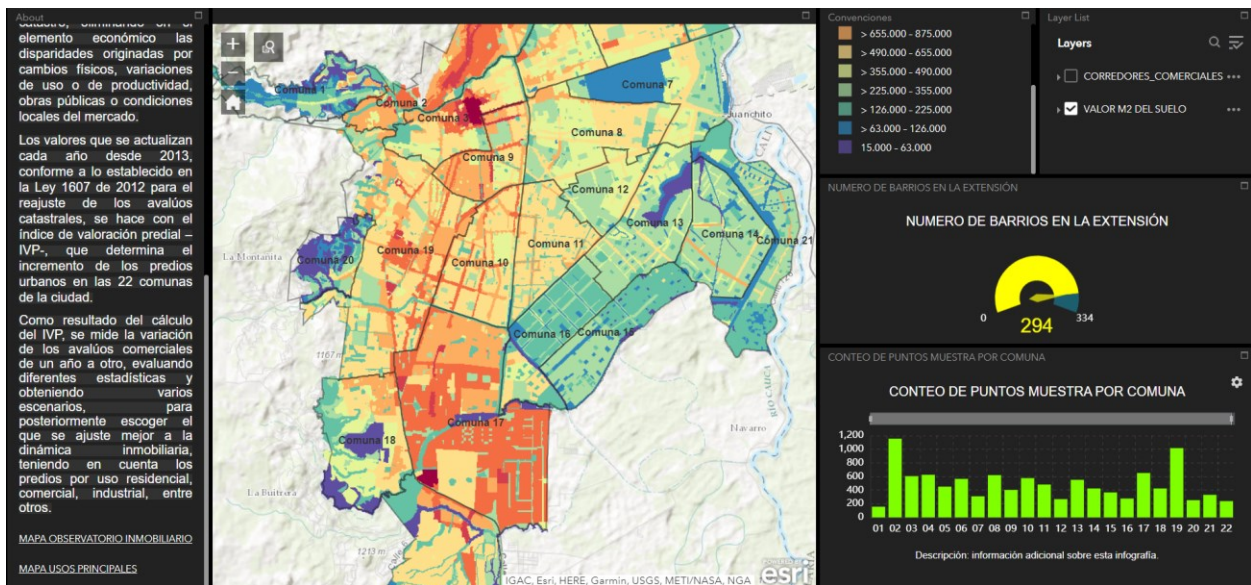 About
catastro, eliminando en el
elemento económico las
disparidades originadas por
cambios físicos, variaciones
de uso o de productividad,
obras públicas o condiciones
locales del mercado.
Los valores que se actualizan
cada año desde 2013,
conforme a lo establecido en
la Ley 1607 de 2012 para el
reajuste de los avalúos
catastrales, se hace con el
índice de valoración predial –
IVP-, que determina el
incremento de los predios
urbanos en las 22 comunas
de la ciudad.
Como resultado del cálculo
del IVP, se mide la variación
de los avalúos comerciales
de un año a otro, evaluando
diferentes estadísticas y
obteniendo varios
escenarios, para
posteriormente escoger el
que se ajuste mejor a la
dinámica inmobiliaria,
teniendo en cuenta los
predios por uso residencial,
comercial, industrial, entre
otros.
MAPA OBSERVATORIO INMOBILIARIO
MAPA USOS PRINCIPALES
Comuna 1
Comuna 2
Comuna 3
Comuna 7
Comuna 8
Juanchito
CALI
Comuna 9
Comuna 12
Comuna 13
Comuna 14
Comuna 21
La Montañita
Comuna 20
Comuna 19
Comuna 10
Comuna 11
Comuna 16
Comuna 15
1167 m
RIO CAUCA
Navarro
Comuna 18
Comuna 17
La Buitrera
1213 m
IGAC, Esri, HERE, Garmin, USGS, METI/NASA, NGA
POWERED BY
esri
Convenciones
> 655.000 - 875.000
> 490.000 - 655.000
> 355.000 - 490.000
> 225.000 - 355.000
> 126.000 - 225.000
> 63.000 - 126.000
15.000 - 63.000
Layer List
Layers
CORREDORES_COMERCIALES
VALOR M2 DEL SUELO
NUMERO DE BARRIOS EN LA EXTENSIÓN
NUMERO DE BARRIOS EN LA EXTENSIÓN
0
294
334
CONTEO DE PUNTOS MUESTRA POR COMUNA
CONTEO DE PUNTOS MUESTRA POR COMUNA
1,200
1,000
800
600
400
200
0
01 02 03 04 05 06 07 08 09 10 11 12 13 14 15 16 17 18 19 20 21 22
Descripción: información adicional sobre esta infografía.